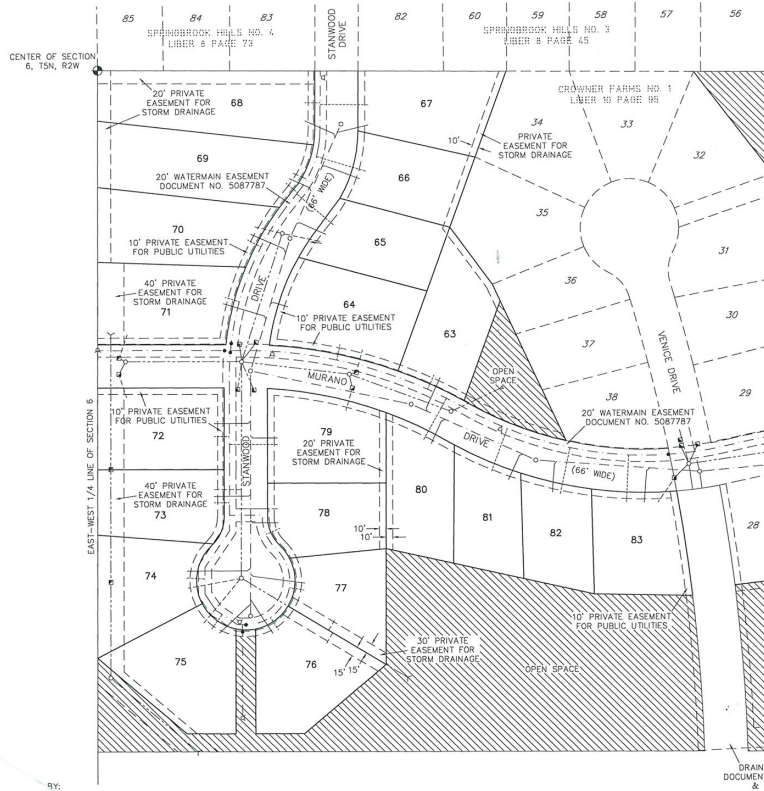 85 84 83 82 60 59 58 57 56
SPRINGBROOK HILLS NO. 4
LIBER 8 PAGE 73
STANWOOD
DRIVE
SPRINGBROOK HILLS NO. 3
LIBER 8 PAGE 45
CENTER OF SECTION
6, T5N, R2W
CROWNER FARMS NO. 1
LIBER 10 PAGE 95
20' PRIVATE
EASEMENT FOR
STORM DRAINAGE
68
67
34
33
32
10'
PRIVATE
EASEMENT FOR
STORM DRAINAGE
69
20' WATERMAIN EASEMENT
DOCUMENT NO. 5087787
(66' WIDE)
66
35
70
10' PRIVATE EASEMENT
FOR PUBLIC UTILITIES
65
31
40' PRIVATE
EASEMENT FOR
STORM DRAINAGE
71
DRIVE
64
10' PRIVATE EASEMENT
FOR PUBLIC UTILITIES
36
30
63
37
VENICE DRIVE
MURANO
OPEN
SPACE
38
29
20' WATERMAIN EASEMENT
DOCUMENT NO. 5087787
EAST-WEST 1/4 LINE OF SECTION 6
10' PRIVATE EASEMENT
FOR PUBLIC UTILITIES
72
STANWOOD
79
20' PRIVATE
EASEMENT FOR
STORM DRAINAGE
DRIVE
(66' WIDE)
40' PRIVATE
EASEMENT FOR
STORM DRAINAGE
73
78
80
81
82
83
28
10'
10'
74
77
10' PRIVATE EASEMENT
FOR PUBLIC UTILITIES
75
76
30' PRIVATE
EASEMENT FOR
STORM DRAINAGE
15' 15'
OPEN SPACE
DRAIN
DOCUMEN
&
BY: